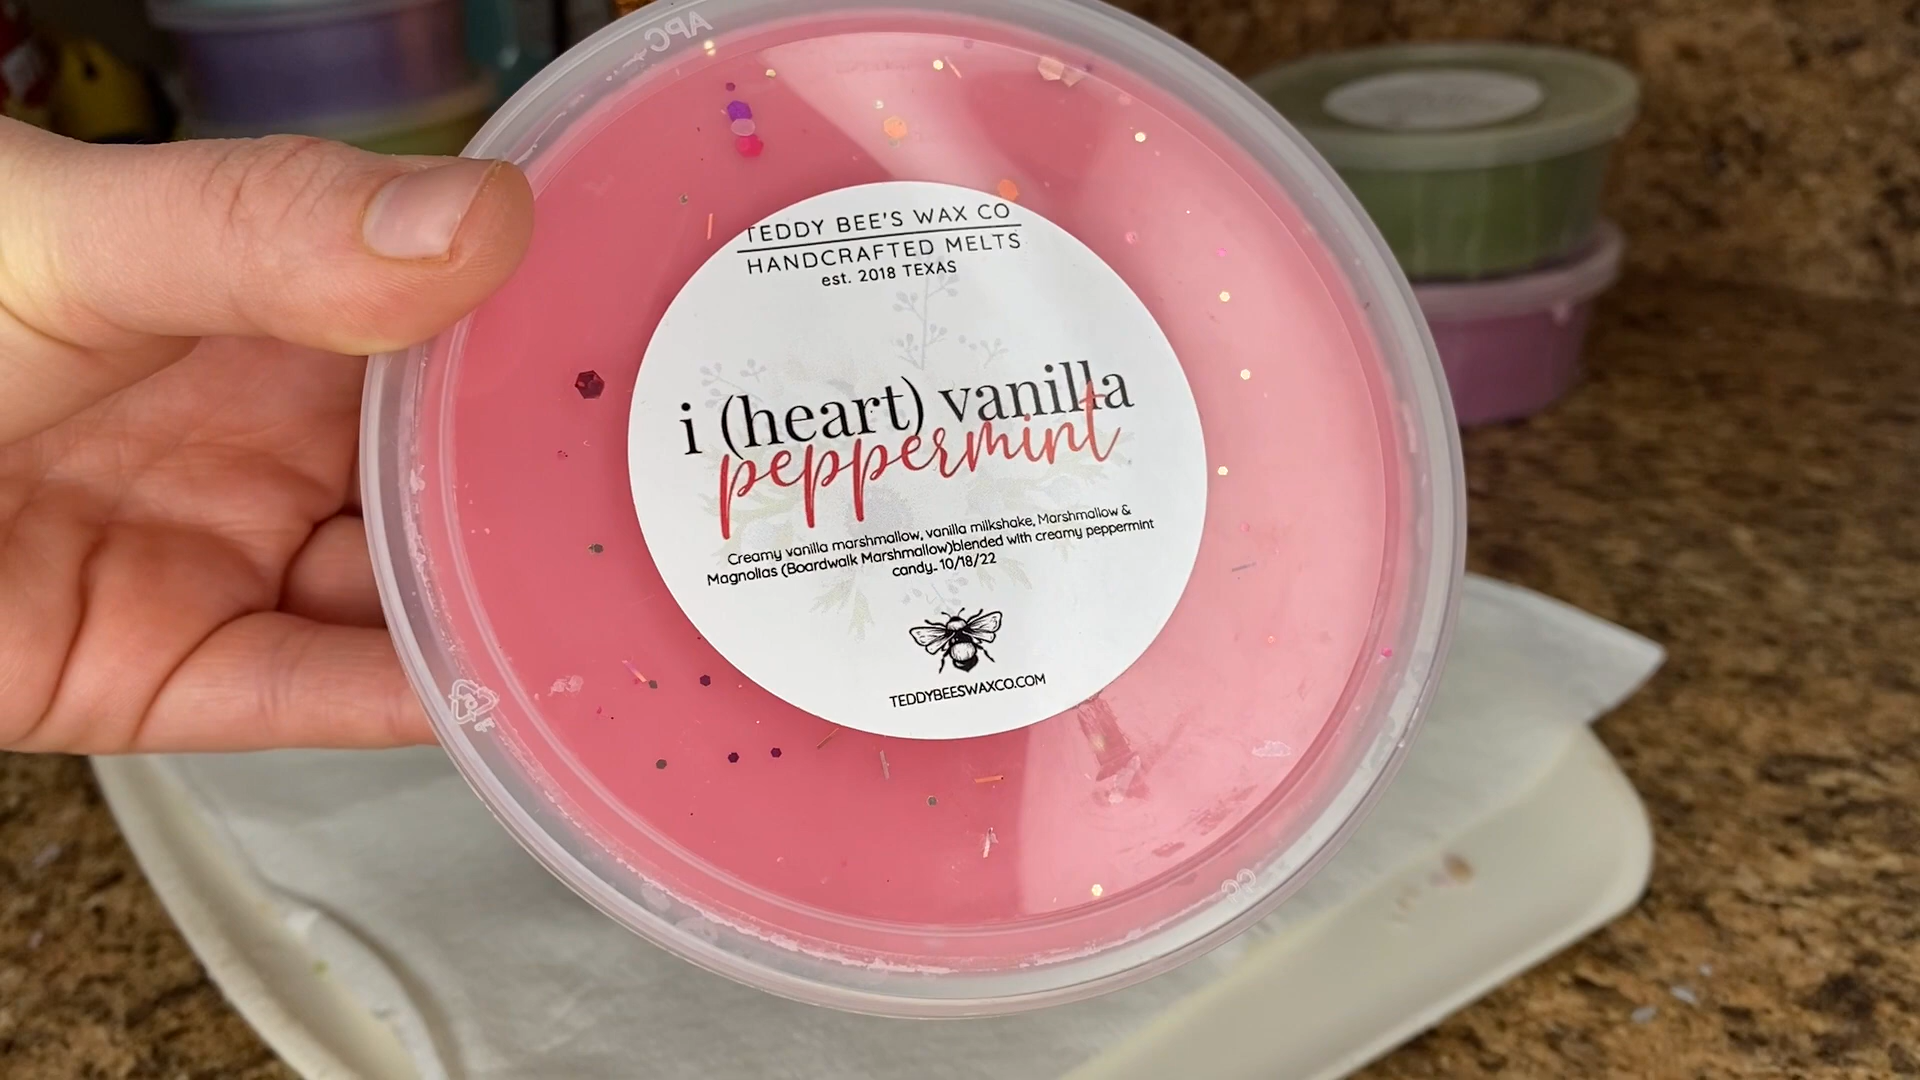 APC
TEDDY BEE'S WAX CO
HANDCRAFTED MELTS
est. 2018 TEXAS
i (heart) vanilla
peppermint
Creamy vanilla marshmallow, vanilla milkshake, Marshmallow &
Magnolias (Boardwalk Marshmallow)blended with creamy peppermint
candy. 10/18/22
TEDDYBEESWAXCO.COM